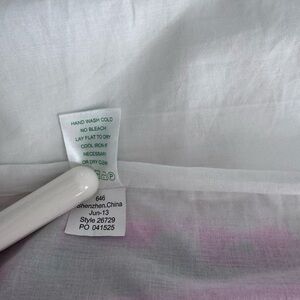 HAND WASH COLD
NO BLEACH
LAY FLAT TO DRY
COOL IRON IF
NECESSARY
OR DRY CLEAN
646
Shenzhen,China
Jun-13
Style 26729
PO 041525